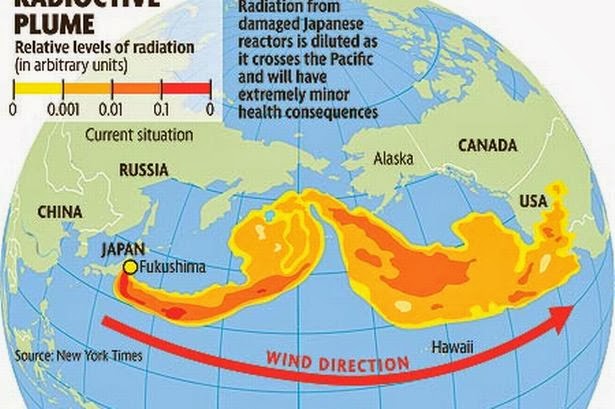 RADIOCTIVE
PLUME
Relative levels of radiation
(in arbitrary units)
0 0.001 0.01 0.1 0
Current situation
Radiation from
damaged Japanese
reactors is diluted as
it crosses the Pacific
and will have
extremely minor
health consequences
CANADA
Alaska
RUSSIA
USA
CHINA
JAPAN
Fukushima
WIND DIRECTION
Hawaii
Source: New York Times